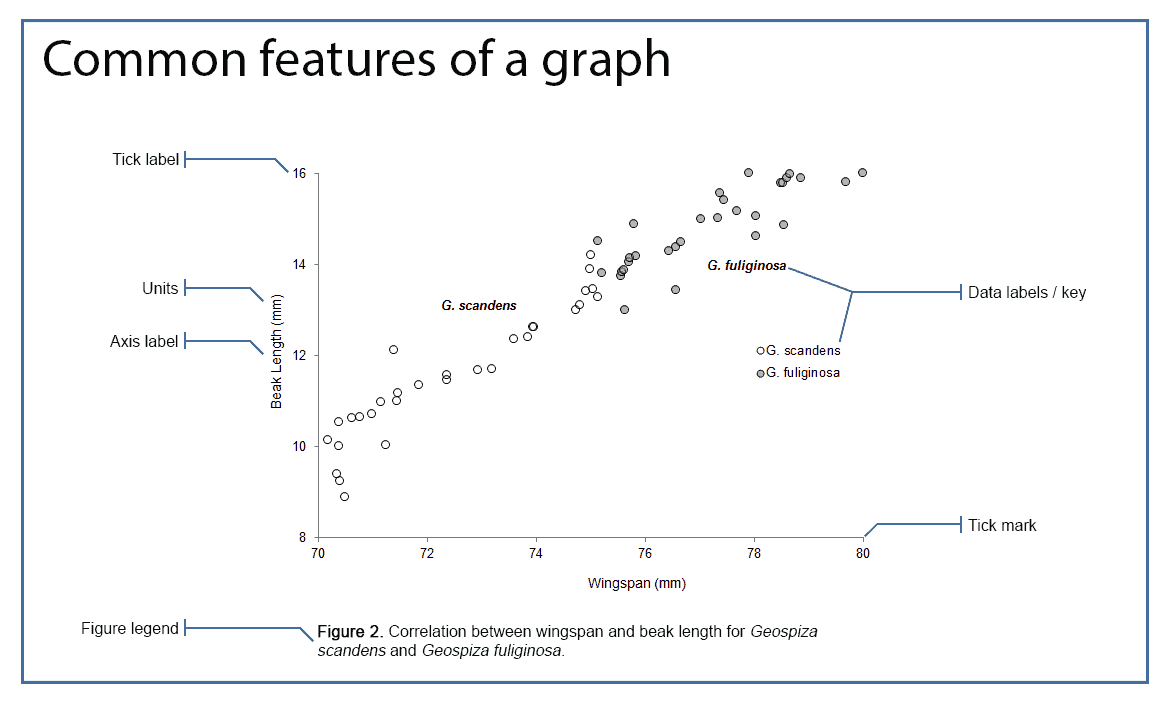 Common features of a graph
Tick label
16
14
G. fuliginosa
Units
Data labels / key
G. scandens
Beak Length (mm)
Axis label
12
G. scandens
G. fuliginosa
10
8
Tick mark
70 72 74 76 78 80
Wingspan (mm)
Figure legend
Figure 2. Correlation between wingspan and beak length for Geospiza
scandens and Geospiza fuliginosa.